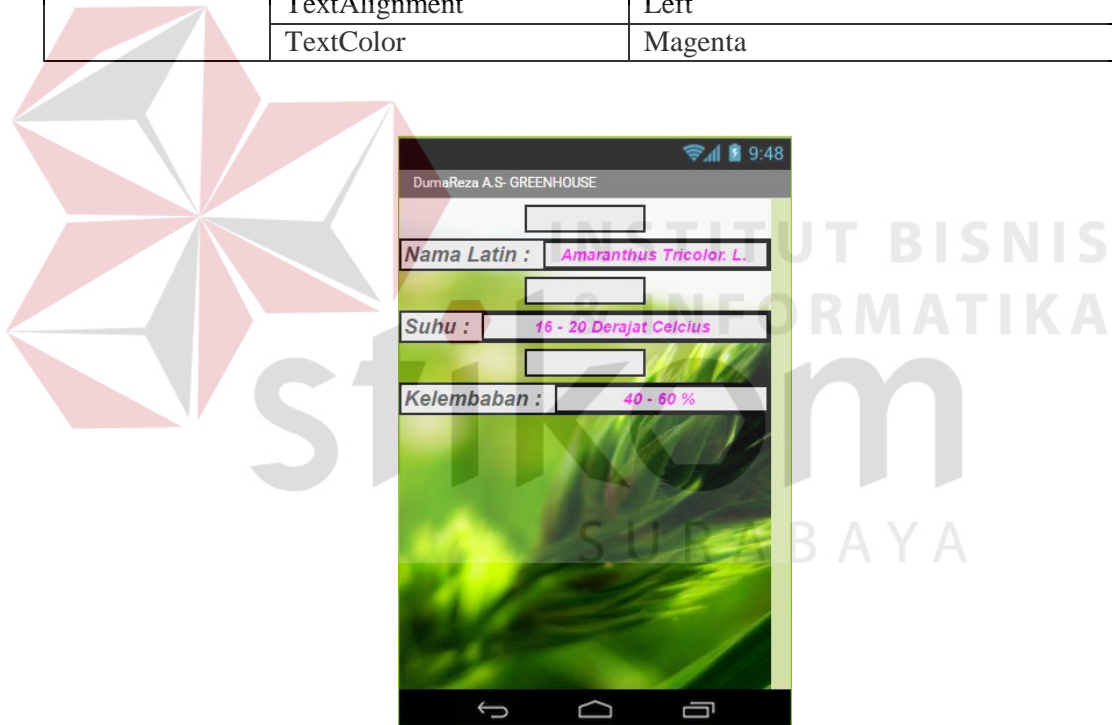 TextAlignment Left
TextColor Magenta
9:48
DumaReza A.S- GREENHOUSE
INSTITUT BISNIS
Nama Latin : Amaranthus Tricolor. L.
& INFORMATIKA
Suhu : 16 - 20 Derajat Celcius
stikom
Kelembaban : 40 - 60 %
SURABAYA